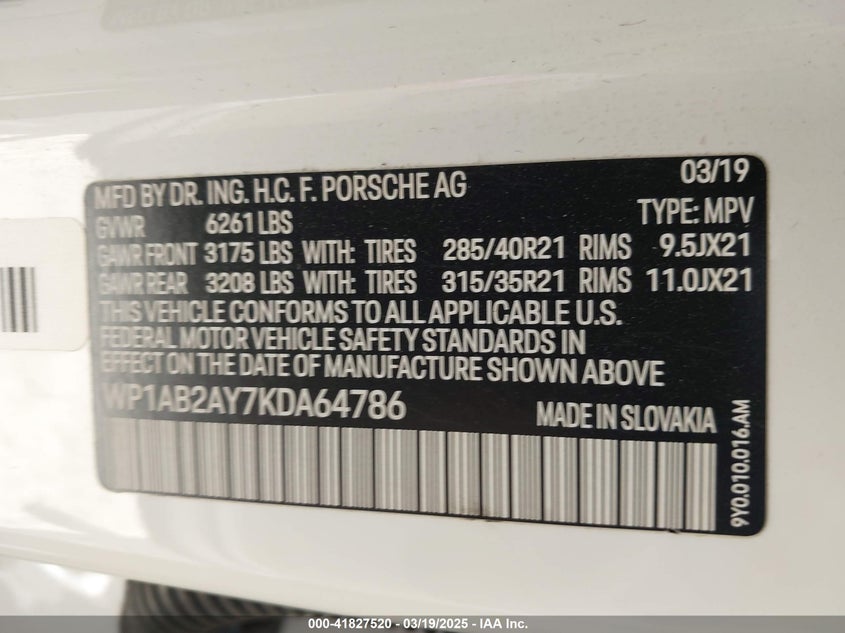 MFD BY DR. ING. H.C. F. PORSCHE AG 03/19
GVWR 6261 LBS TYPE: MPV
GAWR FRONT 3175 LBS WITH: TIRES 285/40R21 RIMS 9.5JX21
GAWR REAR 3208 LBS WITH: TIRES 315/35R21 RIMS 11.0JX21
THIS VEHICLE CONFORMS TO ALL APPLICABLE U.S.
FEDERAL MOTOR VEHICLE SAFETY STANDARDS IN
EFFECT ON THE DATE OF MANUFACTURE SHOWN ABOVE
WP1AB2AY7KDA64786 MADE IN SLOVAKIA
9Y0.010.016.AM
000-41827520 - 03/19/2025 - IAA Inc.